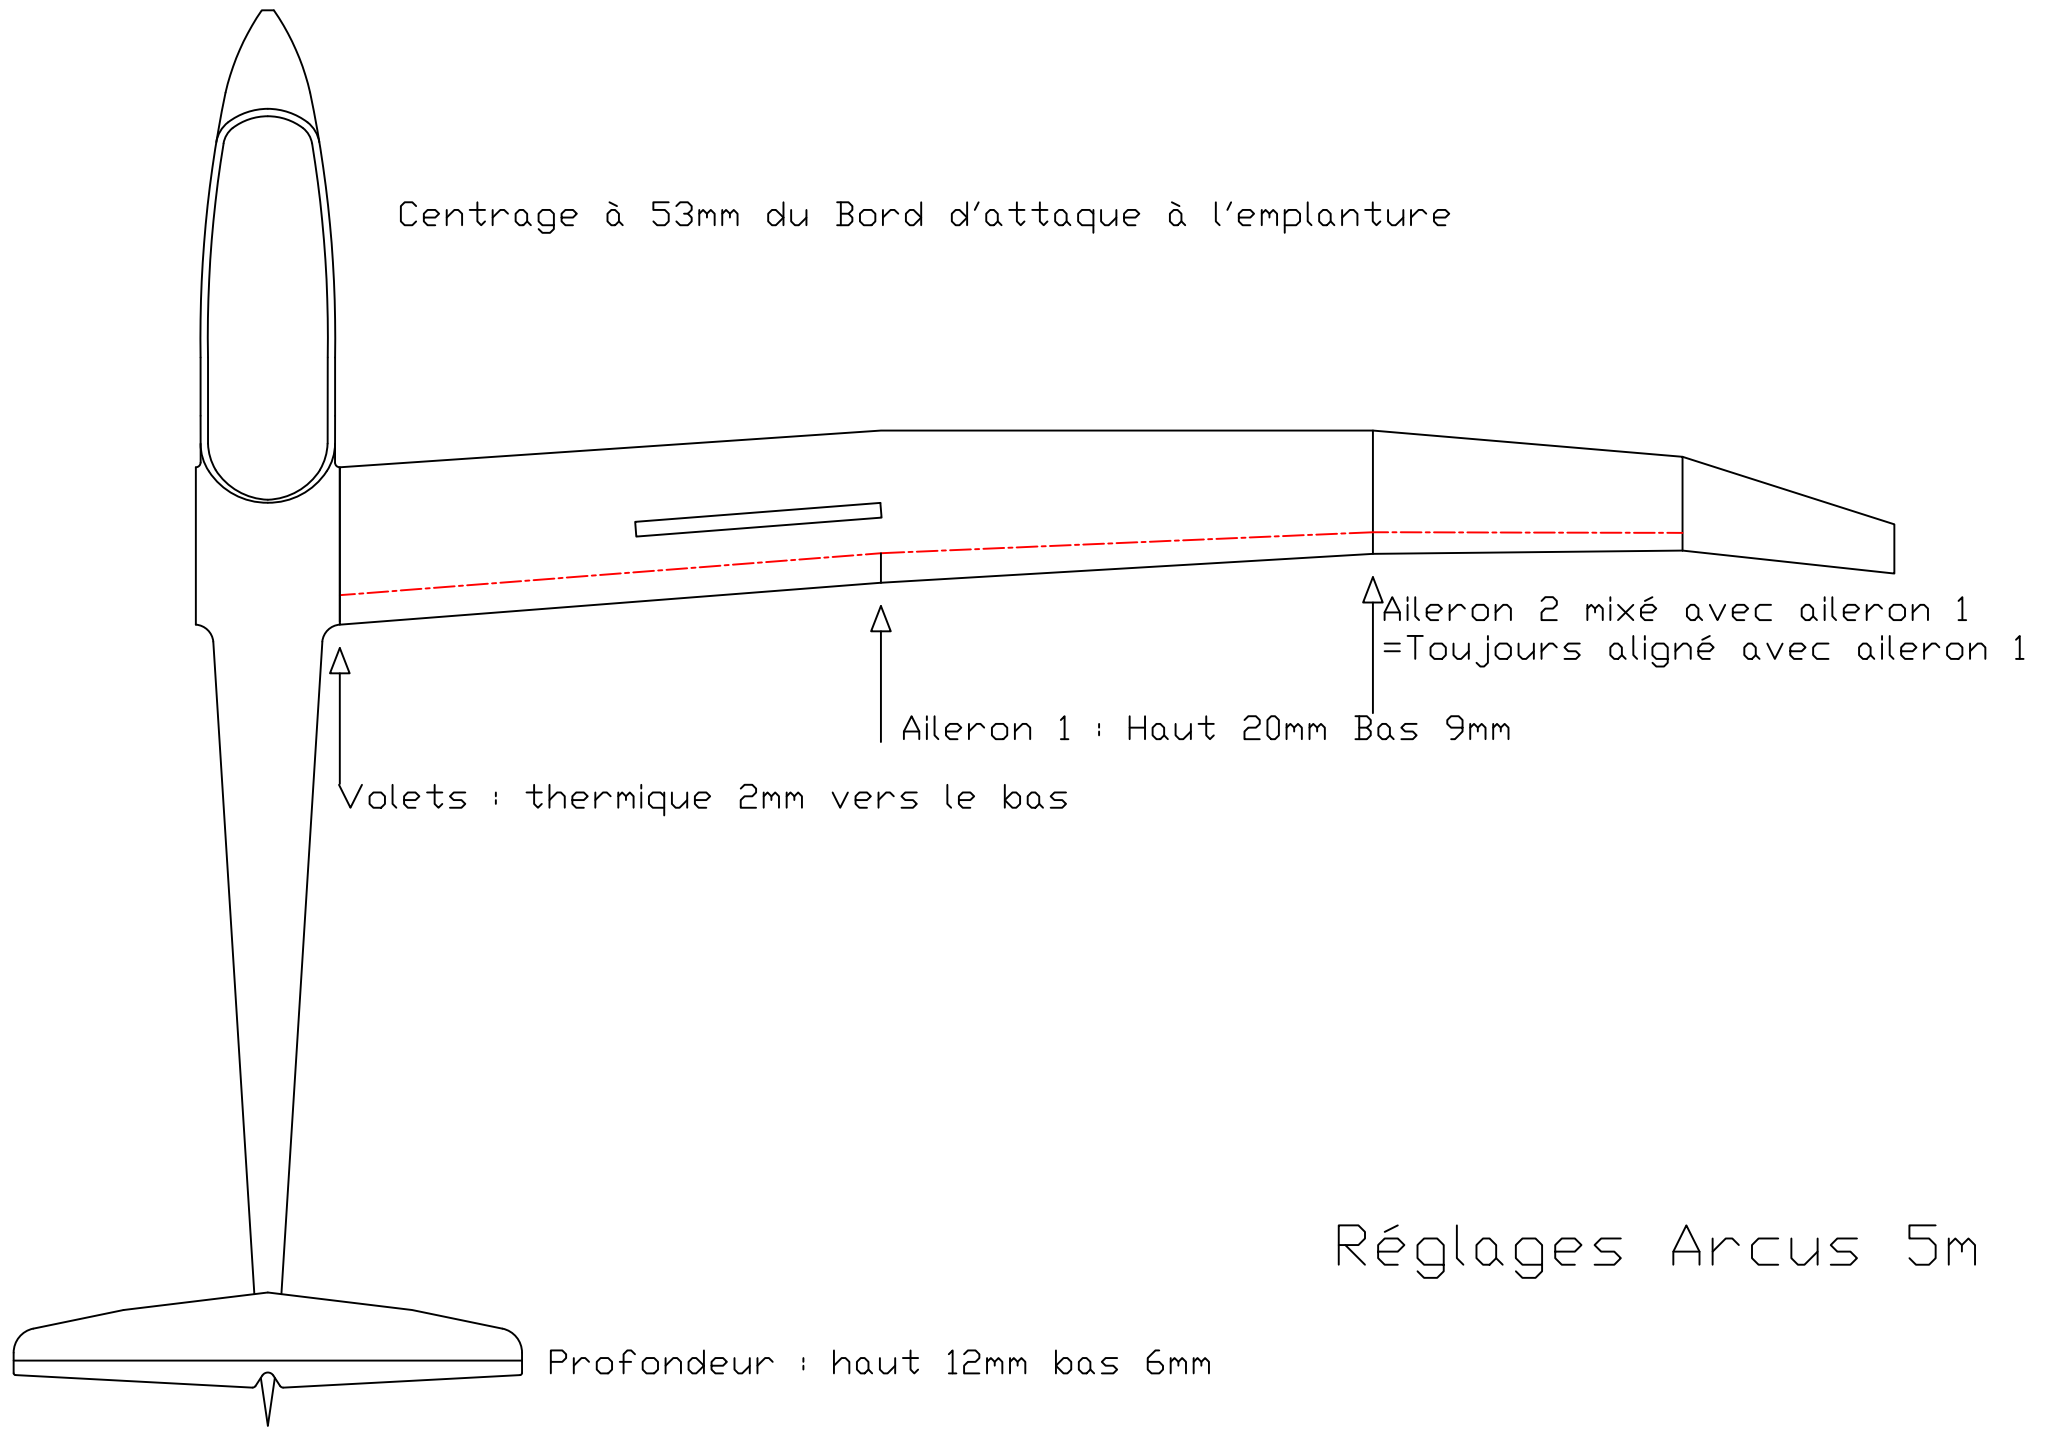 Centrage à 53mm du Bord d'attaque à l'emplanture
Aileron 2 mixé avec aileron 1
=Toujours aligné avec aileron 1
Aileron 1 : Haut 20mm Bas 9mm
Volets : thermique 2mm vers le bas
Réglages Arcus 5m
Profondeur : haut 12mm bas 6mm